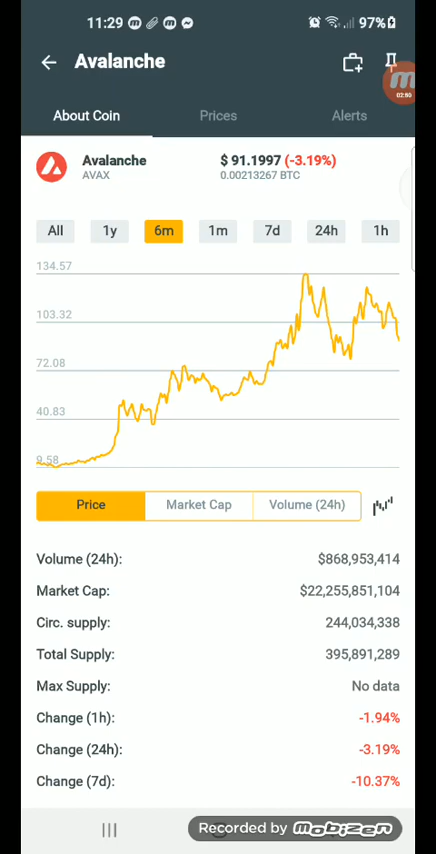 11:29 97%
Avalanche
02:50
About Coin Prices Alerts
Avalanche $ 91.1997 (-3.19%)
AVAX 0.00213267 BTC
All 1y 6m 1m 7d 24h 1h
134.57
103.32
72.08
40.83
9.58
Price Market Cap Volume (24h)
Volume (24h): $868,953,414
Market Cap: $22,255,851,104
Circ. supply: 244,034,338
Total Supply: 395,891,289
Max Supply: No data
Change (1h): -1.94%
Change (24h): -3.19%
Change (7d): -10.37%
Recorded by mobizen